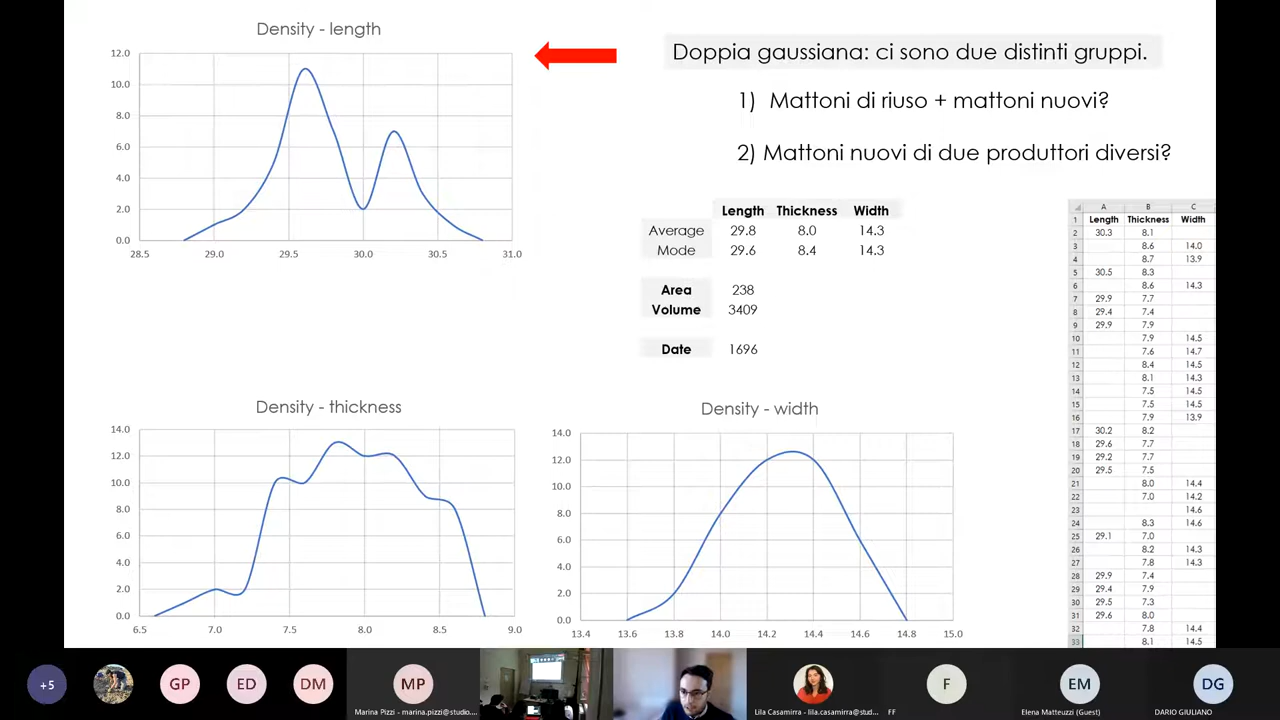 Density - length
12.0
10.0
8.0
6.0
4.0
2.0
0.0
28.5 29.0 29.5 30.0 30.5 31.0
Doppia gaussiana: ci sono due distinti gruppi.
1) Mattoni di riuso + mattoni nuovi?
2) Mattoni nuovi di due produttori diversi?
Length Thickness Width
Average 29.8 8.0 14.3
Mode 29.6 8.4 14.3
Area 238
Volume 3409
Date 1696
Density - thickness
14.0
12.0
10.0
8.0
6.0
4.0
2.0
0.0
6.5 7.0 7.5 8.0 8.5 9.0
Density - width
14.0
12.0
10.0
8.0
6.0
4.0
2.0
0.0
13.4 13.6 13.8 14.0 14.2 14.4 14.6 14.8 15.0
A B C
1 Length Thickness Width
2 30.3 8.1
3 8.6 14.0
4 8.7 13.9
5 30.5 8.3
6 8.6 14.3
7 29.9 7.7
8 29.4 7.4
9 29.9 7.9
10 7.9 14.5
11 7.6 14.7
12 8.4 14.5
13 8.1 14.3
14 7.5 14.5
15 7.5 14.5
16 7.9 13.9
17 30.2 8.2
18 29.6 7.7
19 29.2 7.7
20 29.5 7.5
21 8.0 14.4
22 7.0 14.2
23 14.6
24 8.3 14.6
25 29.1 7.0
26 8.2 14.3
27 7.8 14.3
28 29.9 7.4
29 29.4 7.9
30 29.5 7.3
31 29.6 8.0
32 7.8 14.4
33 8.1 14.5
+5 GP ED DM MP F EM DG
Marina Pizzi - marina.pizzi@studio.... Lila Casamirra - lila.casamirra@stud... FF Elena Matteuzzi (Guest) DARIO GIULIANO